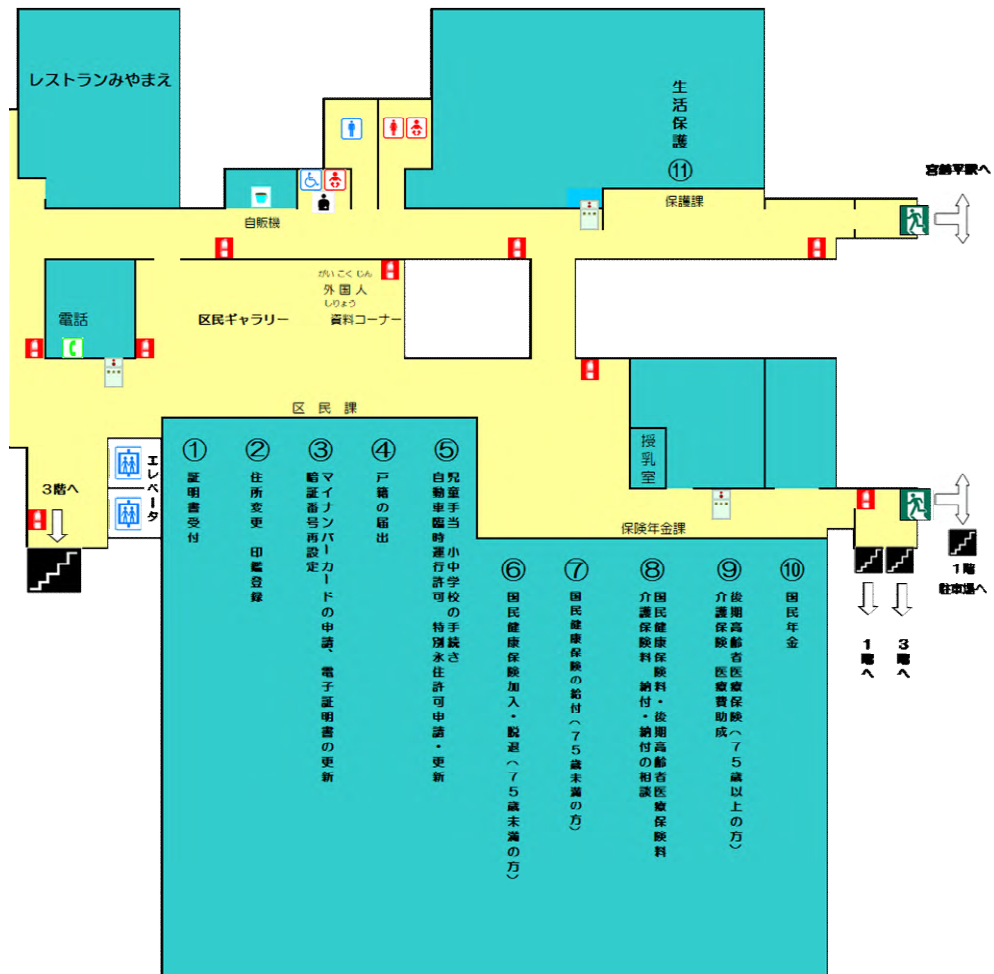 レストランみやまえ
生活保護
⑪
保護課
宮前平駅へ
自販機
がいこくじん
外国人
しりょう
資料コーナー
区民ギャラリー
電話
区民課
①
証明書受付
②
住所変更 印鑑登録
③
マイナンバーカードの申請、電子証明書の更新
暗証番号再設定
④
戸籍の届出
⑤
児童手当 小中学校の手続き
自動車臨時運行許可 特別永住許可申請・更新
エレベータ
3階へ
授乳室
保険年金課
⑥
国民健康保険加入・脱退(75歳未満の方)
⑦
国民健康保険の給付(75歳未満の方)
⑧
国民健康保険料・後期高齢者医療保険料
介護保険料 納付・納付の相談
⑨
後期高齢者医療保険(75歳以上の方)
介護保険 医療費助成
⑩
国民年金
1階
駐車場へ
1階へ
3階へ